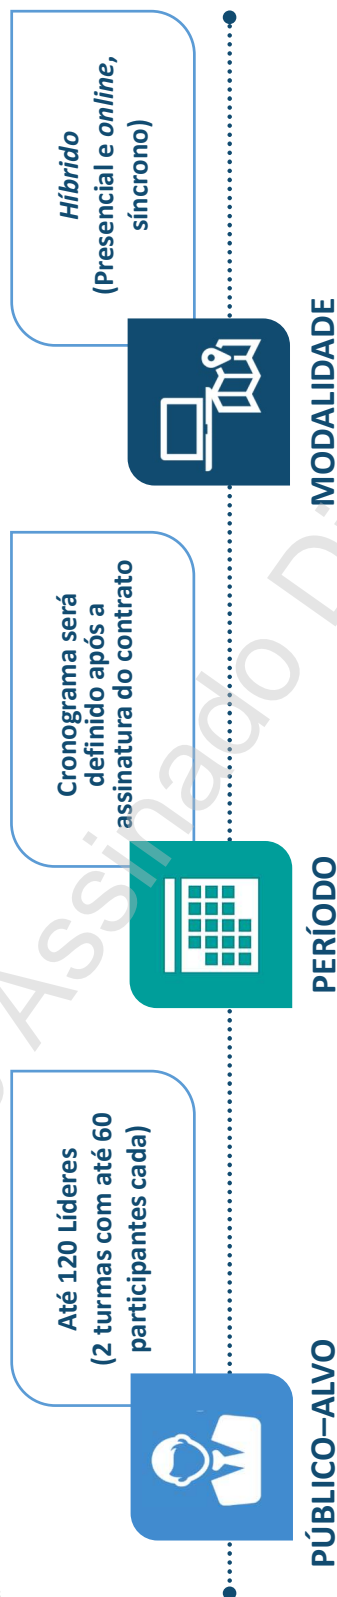 Até 120 Líderes
(2 turmas com até 60
participantes cada)
PÚBLICO–ALVO
Cronograma será
definido após a
assinatura do contrato
PERÍODO
Híbrido
(Presencial e online,
síncrono)
MODALIDADE
Assinado